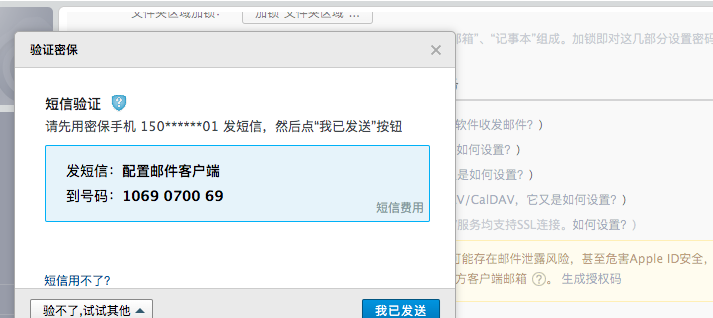 文件夹区域加锁：
加锁 文件夹区域 ...
邮箱”、“记事本”组成。加锁即对这几部分设置密码
验证密保
短信验证
请先用密保手机 150******01 发短信，然后点“我已发送”按钮
软件收发邮件？)
发短信：配置邮件客户端
如何设置？)
是如何设置？)
到号码：1069 0700 69
V/CalDAV，它又是如何设置？)
短信费用
服务均支持SSL连接。如何设置？)
可能存在邮件泄露风险，甚至危害Apple ID安全，
短信用不了?
方客户端邮箱 ? 。 生成授权码
验不了,试试其他
我已发送